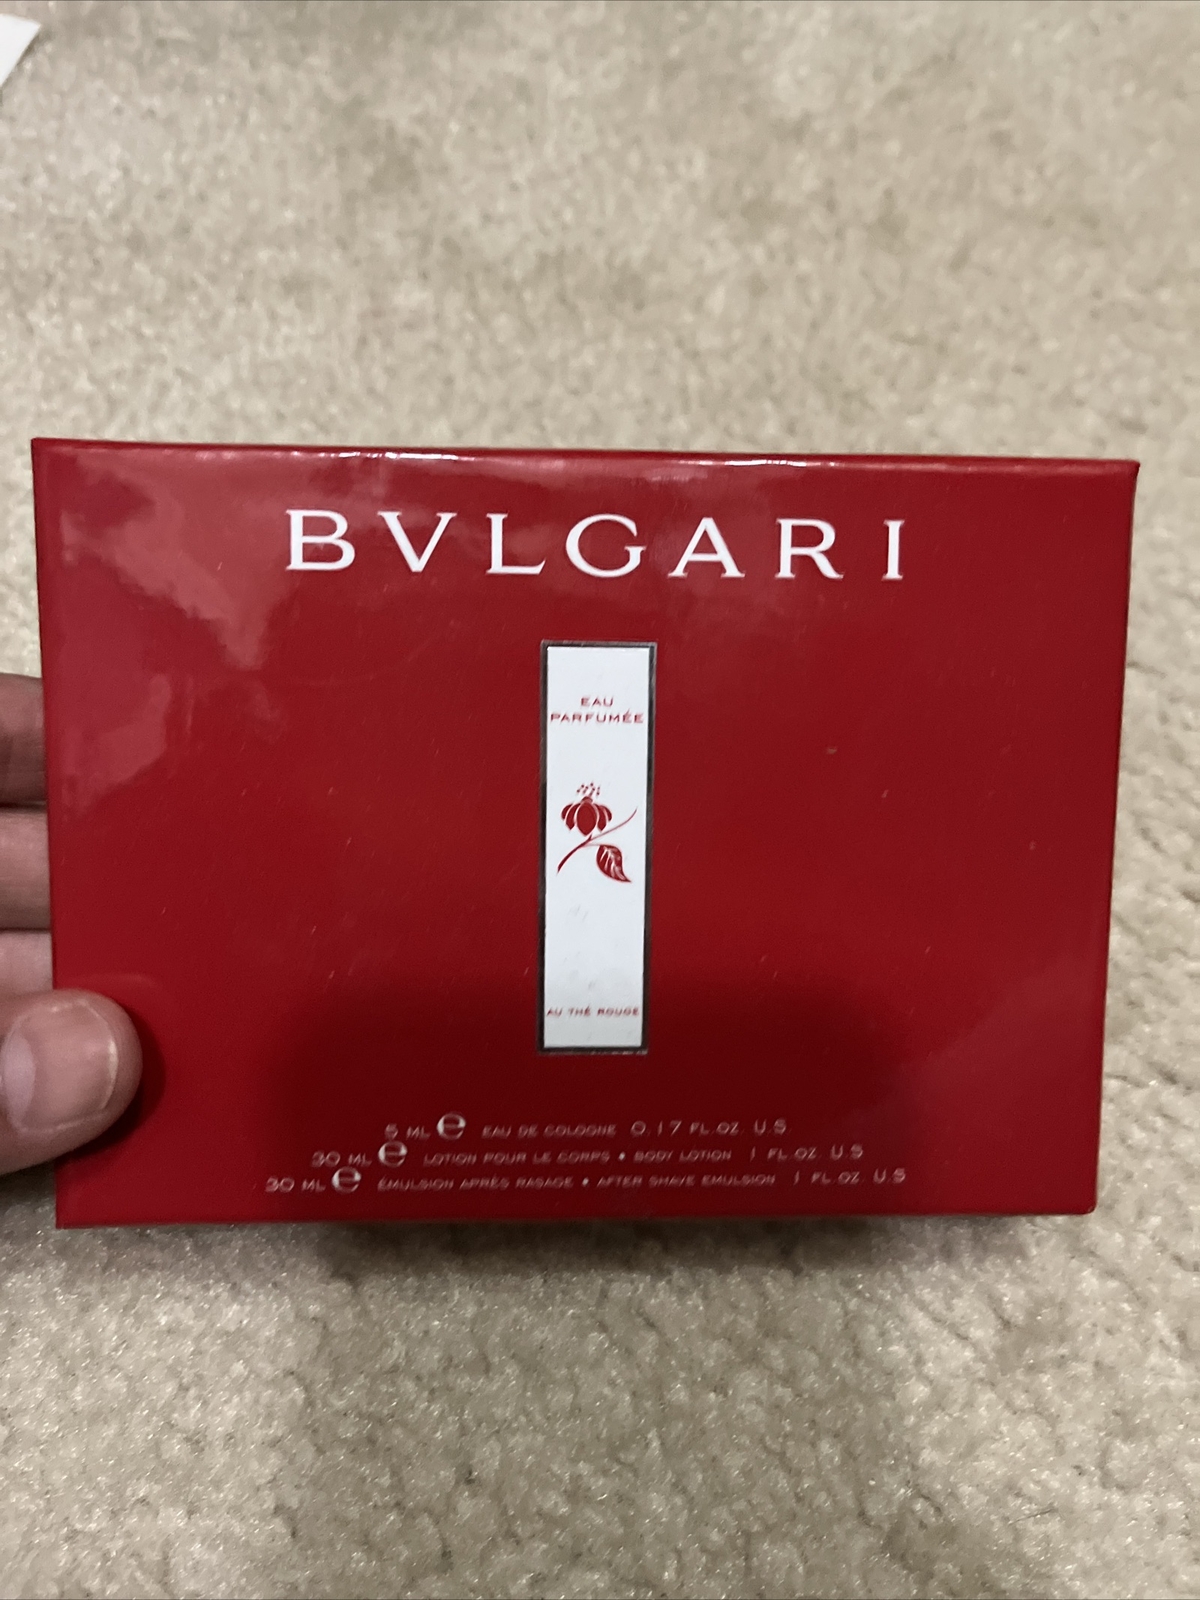 BVLGARI
EAU
PARFUMÉE
AU THÉ ROUGE
5 ML e EAU DE COLOGNE 0.17 FL.OZ. U.S.
30 ML e LOTION POUR LE CORPS • BODY LOTION 1 FL.OZ. U.S
30 ML e ÉMULSION APRÈS RASAGE • AFTER SHAVE EMULSION 1 FL.OZ. U.S